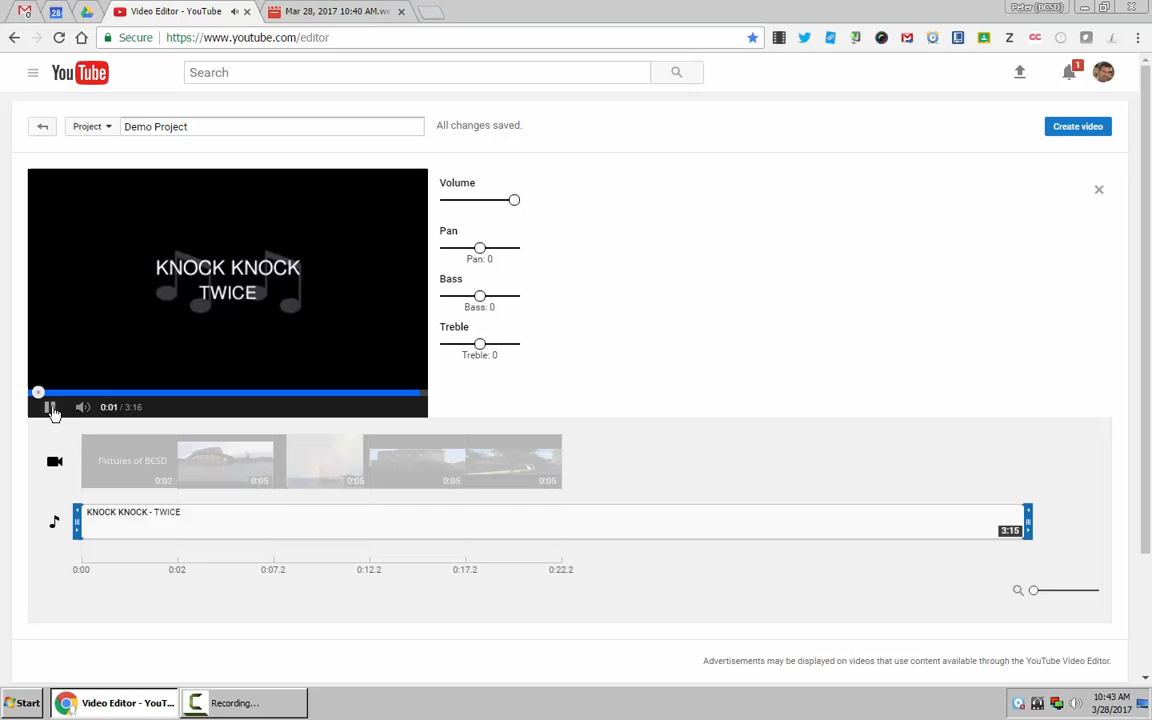 Video Editor - YouTube
Mar 28, 2017 10:40 AM.we
Peter (BCSD)
28
Secure
https://www.youtube.com/editor
Z
CC
YouTube
Search
1
Project
Demo Project
All changes saved.
Create video
KNOCK KNOCK
TWICE
Volume
Pan
Pan: 0
Bass
Bass: 0
Treble
Treble: 0
0:01 / 3:16
Pictures of BCSD
0:02
0:05
0:05
0:05
0:05
KNOCK KNOCK - TWICE
3:15
0:00
0:02
0:07.2
0:12.2
0:17.2
0:22.2
Advertisements may be displayed on videos that use content available through the YouTube Video Editor.
Start
Video Editor - YouT...
Recording...
10:43 AM
3/28/2017